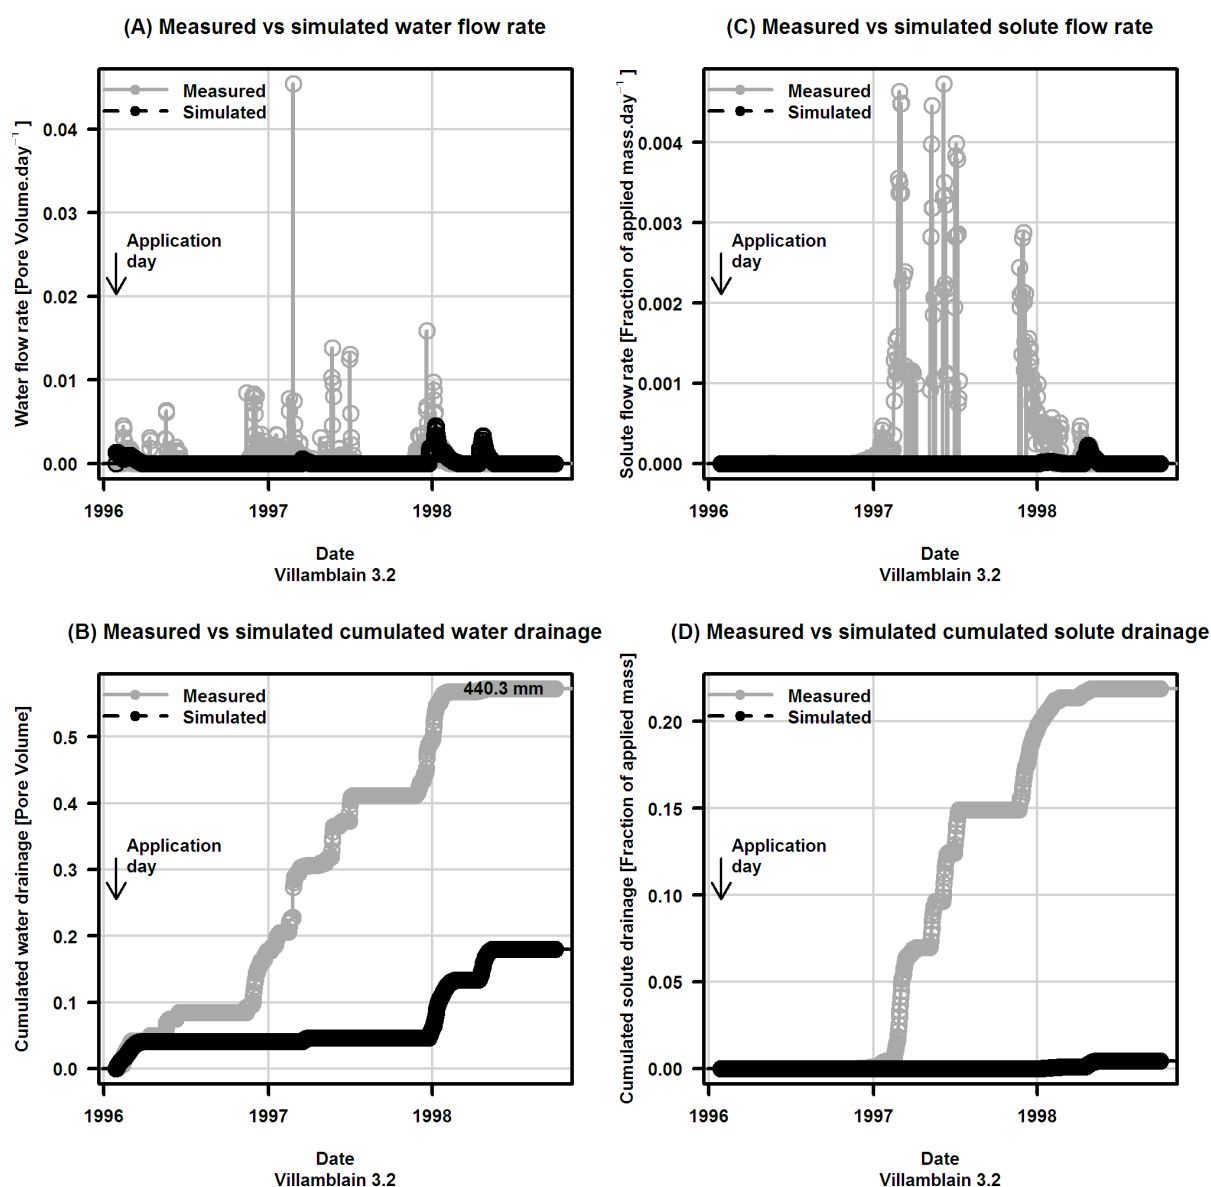 (A) Measured vs simulated water flow rate
Water flow rate [Pore Volume.day⁻¹ ]
Measured
Simulated
0.04
0.03
0.02
0.01
0.00
Application
day
1996
1997
1998
Date
Villamblain 3.2
(C) Measured vs simulated solute flow rate
Solute flow rate [Fraction of applied mass.day⁻¹ ]
Measured
Simulated
0.004
0.003
0.002
0.001
0.000
Application
day
1996
1997
1998
Date
Villamblain 3.2
(B) Measured vs simulated cumulated water drainage
Cumulated water drainage [Pore Volume]
Measured
Simulated
440.3 mm
0.5
0.4
0.3
0.2
0.1
0.0
Application
day
1996
1997
1998
Date
Villamblain 3.2
(D) Measured vs simulated cumulated solute drainage
Cumulated solute drainage [Fraction of applied mass]
Measured
Simulated
0.20
0.15
0.10
0.05
0.00
Application
day
1996
1997
1998
Date
Villamblain 3.2